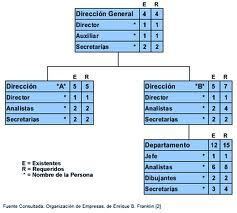 E R
Dirección General 4 4
Director * 1 1
Auxiliar * 1 1
Secretarias * 2 2
E R
Dirección "A" 5 5
Director * 1 1
Analistas * 2 2
Secretarias * 2 2
E R
Dirección "B" 5 7
Director * 1 1
Analistas * 2 4
Secretarias * 2 2
E R
Departamento 12 15
Jefe * 1 1
Analistas * 6 8
Dibujantes * 2 2
Secretarias * 3 4
E = Existentes
R = Requeridos
* = Nombre de la Persona
Fuente Consultada: Organización de Empresas, de Enrique B. Franklin [2]